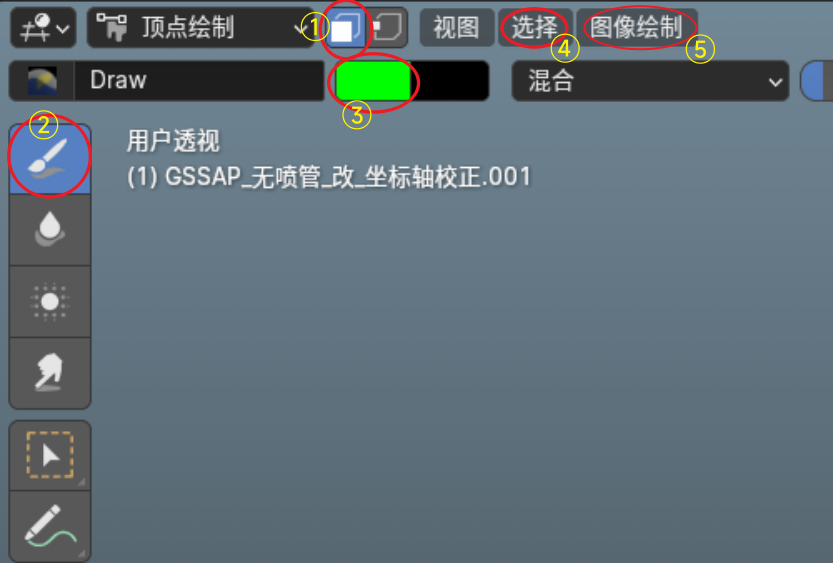 顶点绘制 ① 视图 选择 ④ 图像绘制 ⑤
Draw ③ 混合
②
用户透视
(1) GSSAP_无喷管_改_坐标轴校正.001